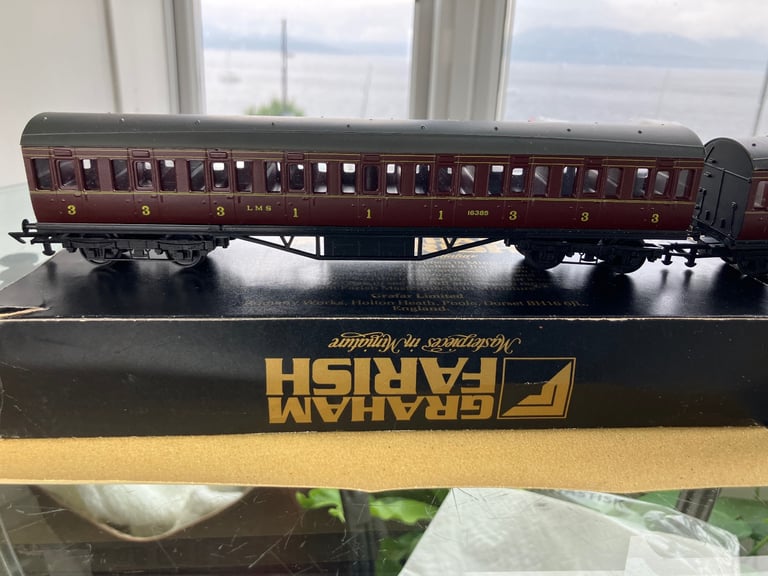 3 3 3 LMS 1 1 1 16385 3 3 3
Grafar Limited
Works, Holton Heath, Poole, Dorset BH16 6JL.
England.
Masterpieces in Miniature
GRAHAM
FARISH